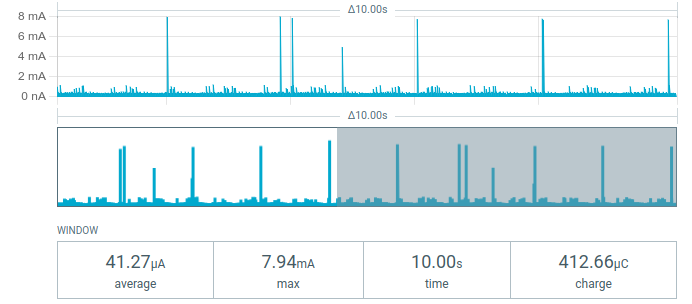 Δ10.00s
8 mA
6 mA
4 mA
2 mA
0 nA
Δ10.00s
WINDOW
41.27μA 7.94mA 10.00s 412.66μC
average max time charge